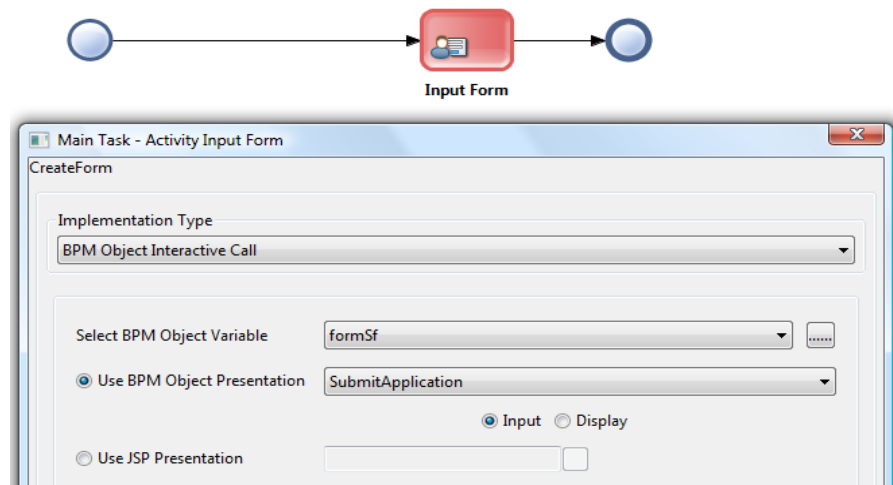 Input Form
Main Task - Activity Input Form
CreateForm
Implementation Type
BPM Object Interactive Call
Select BPM Object Variable formSf ......
Use BPM Object Presentation SubmitApplication
Input Display
Use JSP Presentation